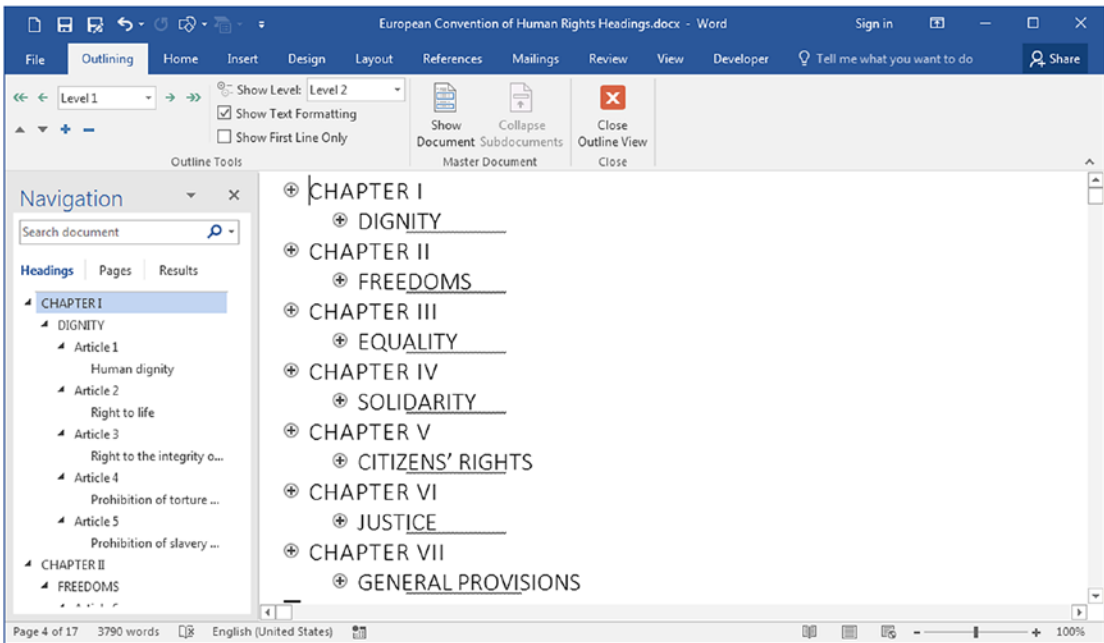 European Convention of Human Rights Headings.docx - Word Sign in
File Outlining Home Insert Design Layout References Mailings Review View Developer Tell me what you want to do Share
Level 1 Show Level: Level 2
Show Text Formatting
Show First Line Only
Show Document
Collapse Subdocuments
Close Outline View
Outline Tools Master Document Close
Navigation
Search document
Headings Pages Results
CHAPTER I
DIGNITY
Article 1
Human dignity
Article 2
Right to life
Article 3
Right to the integrity o...
Article 4
Prohibition of torture ...
Article 5
Prohibition of slavery ...
CHAPTER II
FREEDOMS
CHAPTER I
DIGNITY
CHAPTER II
FREEDOMS
CHAPTER III
EQUALITY
CHAPTER IV
SOLIDARITY
CHAPTER V
CITIZENS’ RIGHTS
CHAPTER VI
JUSTICE
CHAPTER VII
GENERAL PROVISIONS
Page 4 of 17 3790 words English (United States) 100%